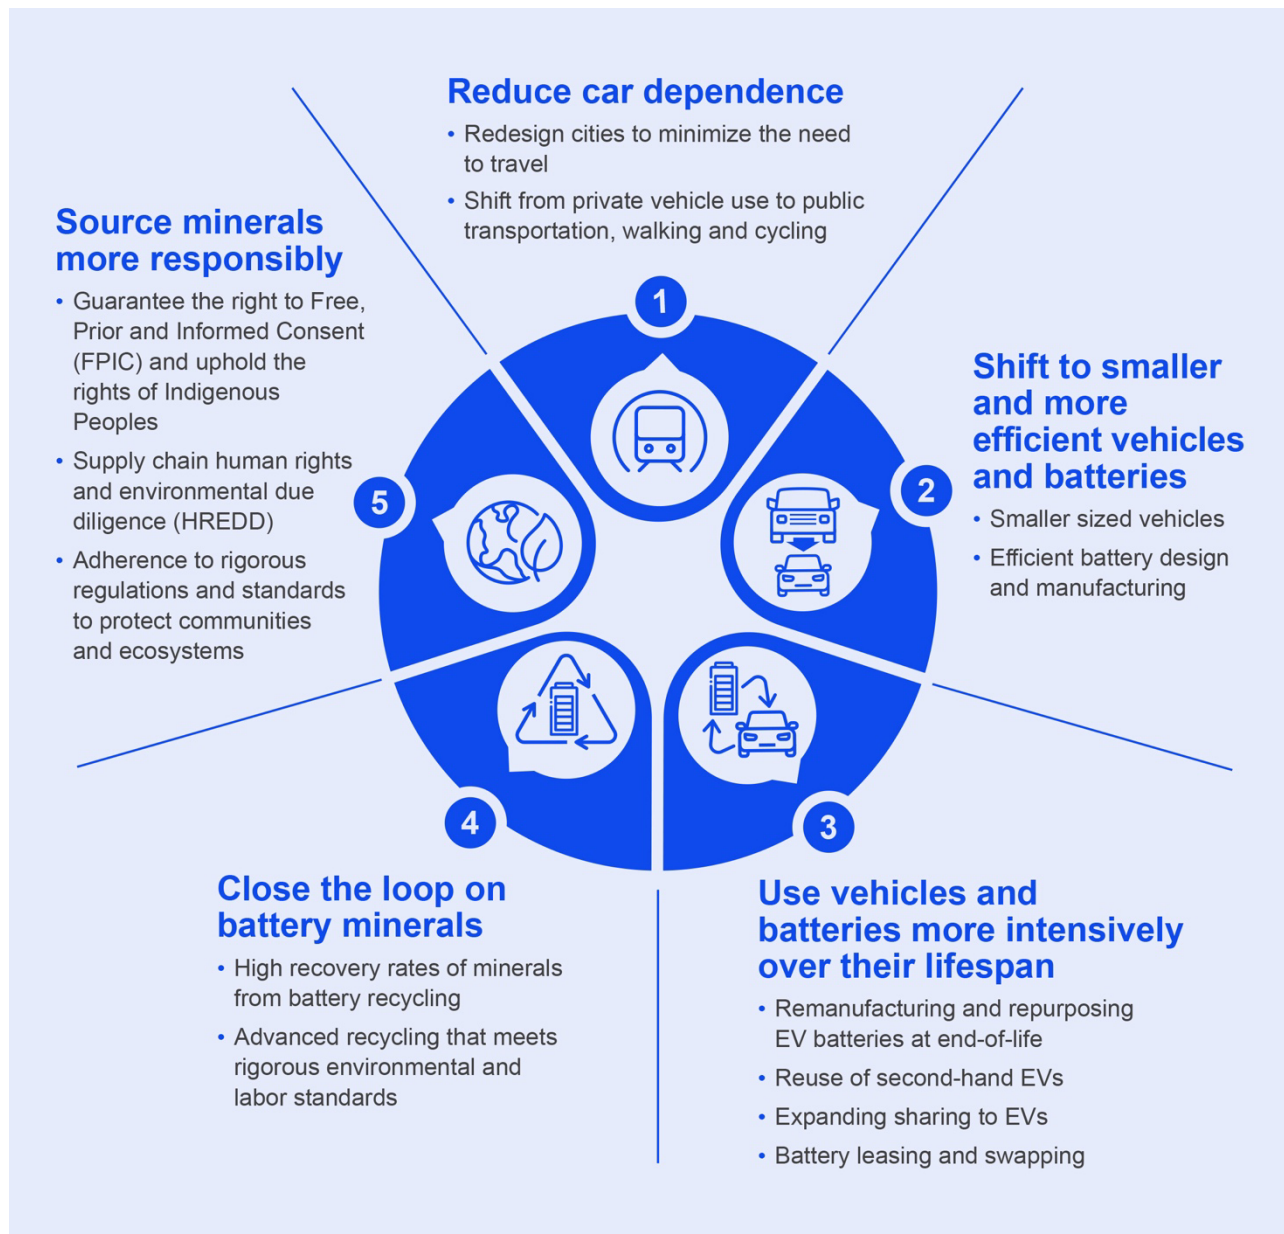 Reduce car dependence
• Redesign cities to minimize the need
to travel
• Shift from private vehicle use to public
transportation, walking and cycling
1
Shift to smaller
and more
efficient vehicles
and batteries
• Smaller sized vehicles
• Efficient battery design
and manufacturing
2
Use vehicles and
batteries more intensively
over their lifespan
• Remanufacturing and repurposing
EV batteries at end-of-life
• Reuse of second-hand EVs
• Expanding sharing to EVs
• Battery leasing and swapping
3
Close the loop on
battery minerals
• High recovery rates of minerals
from battery recycling
• Advanced recycling that meets
rigorous environmental and
labor standards
4
Source minerals
more responsibly
• Guarantee the right to Free,
Prior and Informed Consent
(FPIC) and uphold the
rights of Indigenous
Peoples
• Supply chain human rights
and environmental due
diligence (HREDD)
• Adherence to rigorous
regulations and standards
to protect communities
and ecosystems
5